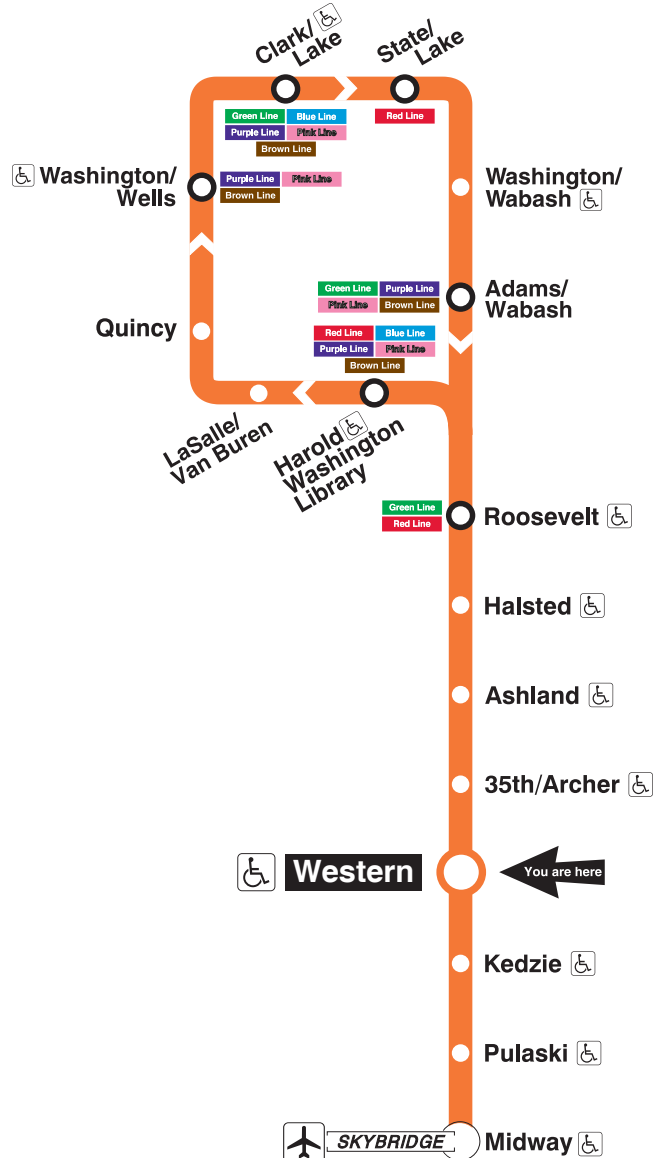 Clark/
Lake
State/
Lake
Green Line
Blue Line
Purple Line
Pink Line
Brown Line
Red Line
Washington/
Wells
Purple Line
Pink Line
Brown Line
Washington/
Wabash
Green Line
Purple Line
Pink Line
Brown Line
Adams/
Wabash
Quincy
Red Line
Blue Line
Purple Line
Pink Line
Brown Line
LaSalle/
Van Buren
Harold
Washington
Library
Green Line
Red Line
Roosevelt
Halsted
Ashland
35th/Archer
Western
You are here
Kedzie
Pulaski
SKYBRIDGE
Midway